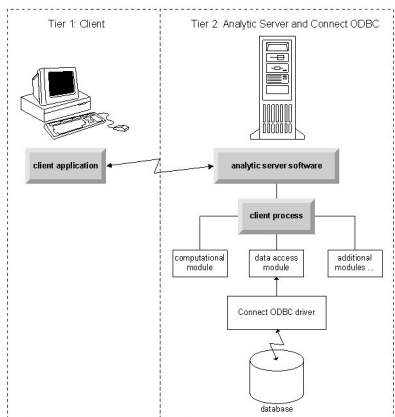 Tier 1: Client
Tier 2: Analytic Server and Connect ODBC
client application
analytic server software
client process
computational
module
data access
module
additional
modules ...
Connect ODBC driver
database